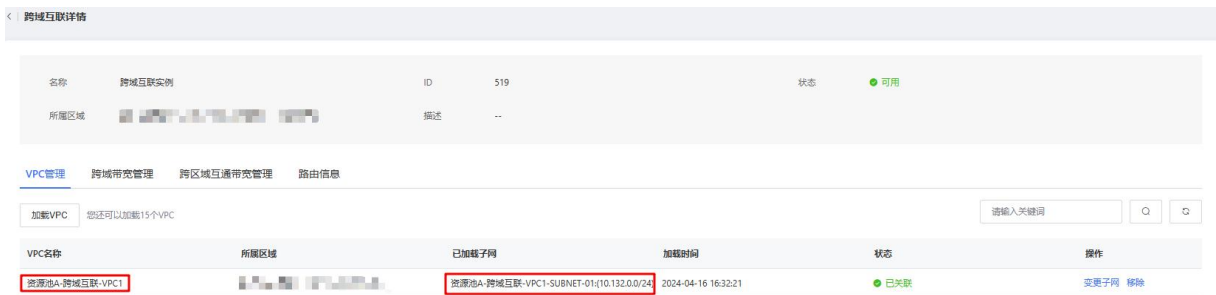 跨域互联详情
名称 跨域互联实例 ID 519 状态 可用
所属区域 描述 --
VPC管理 跨域带宽管理 跨区域互通带宽管理 路由信息
加载VPC 您还可以加载15个VPC 请输入关键词
VPC名称 所属区域 已加载子网 加载时间 状态 操作
资源池A-跨域互联-VPC1 资源池A-跨域互联-VPC1-SUBNET-01:(10.132.0.0/24) 2024-04-16 16:32:21 已关联 变更子网 移除